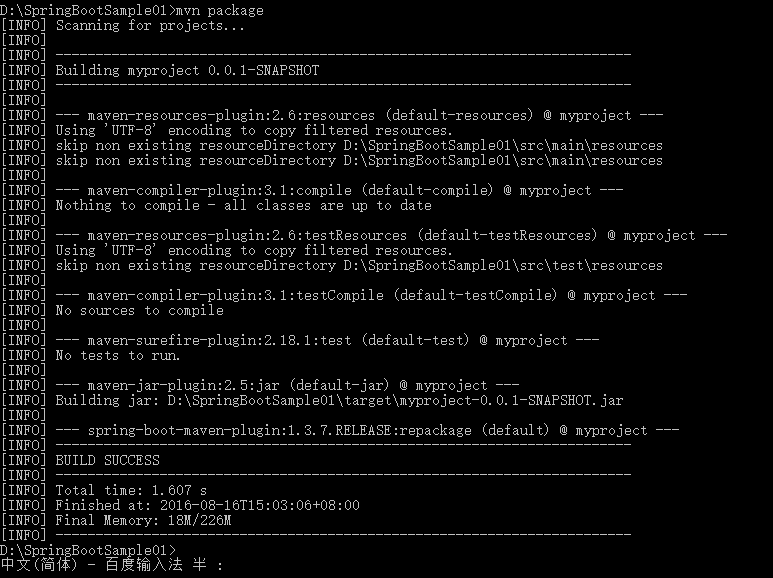 D:\SpringBootSample01>mvn package
[INFO] Scanning for projects...
[INFO]
[INFO] ------------------------------------------------------------------------
[INFO] Building myproject 0.0.1-SNAPSHOT
[INFO] ------------------------------------------------------------------------
[INFO]
[INFO] --- maven-resources-plugin:2.6:resources (default-resources) @ myproject ---
[INFO] Using 'UTF-8' encoding to copy filtered resources.
[INFO] skip non existing resourceDirectory D:\SpringBootSample01\src\main\resources
[INFO] skip non existing resourceDirectory D:\SpringBootSample01\src\main\resources
[INFO]
[INFO] --- maven-compiler-plugin:3.1:compile (default-compile) @ myproject ---
[INFO] Nothing to compile - all classes are up to date
[INFO]
[INFO] --- maven-resources-plugin:2.6:testResources (default-testResources) @ myproject ---
[INFO] Using 'UTF-8' encoding to copy filtered resources.
[INFO] skip non existing resourceDirectory D:\SpringBootSample01\src\test\resources
[INFO]
[INFO] --- maven-compiler-plugin:3.1:testCompile (default-testCompile) @ myproject ---
[INFO] No sources to compile
[INFO]
[INFO] --- maven-surefire-plugin:2.18.1:test (default-test) @ myproject ---
[INFO] No tests to run.
[INFO]
[INFO] --- maven-jar-plugin:2.5:jar (default-jar) @ myproject ---
[INFO] Building jar: D:\SpringBootSample01\target\myproject-0.0.1-SNAPSHOT.jar
[INFO]
[INFO] --- spring-boot-maven-plugin:1.3.7.RELEASE:repackage (default) @ myproject ---
[INFO] ------------------------------------------------------------------------
[INFO] BUILD SUCCESS
[INFO] ------------------------------------------------------------------------
[INFO] Total time: 1.607 s
[INFO] Finished at: 2016-08-16T15:03:06+08:00
[INFO] Final Memory: 18M/226M
[INFO] ------------------------------------------------------------------------
D:\SpringBootSample01>
中文(简体) - 百度输入法 半 :